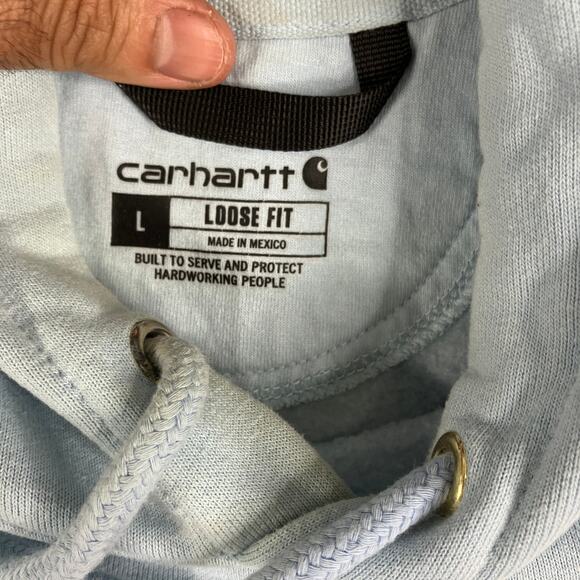 carhartt
L LOOSE FIT
MADE IN MEXICO
BUILT TO SERVE AND PROTECT
HARDWORKING PEOPLE